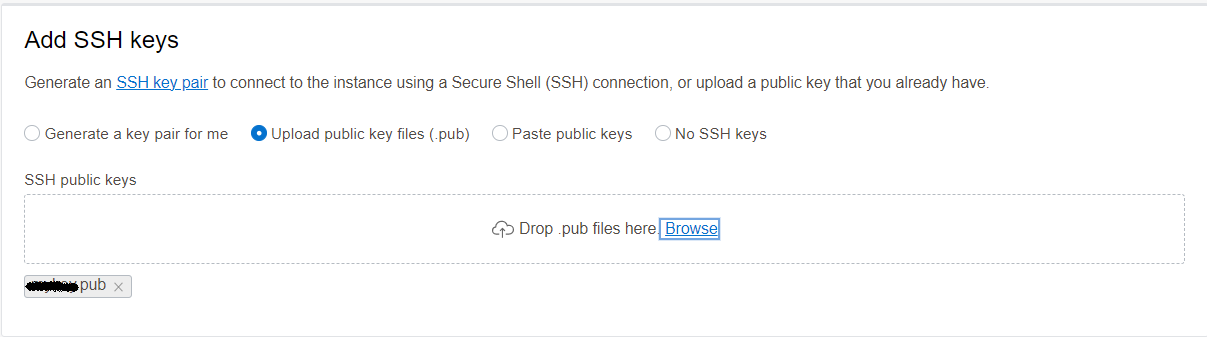 Add SSH keys
Generate an SSH key pair to connect to the instance using a Secure Shell (SSH) connection, or upload a public key that you already have.
Generate a key pair for me Upload public key files (.pub) Paste public keys No SSH keys
SSH public keys
Drop .pub files here. Browse
.pub ×